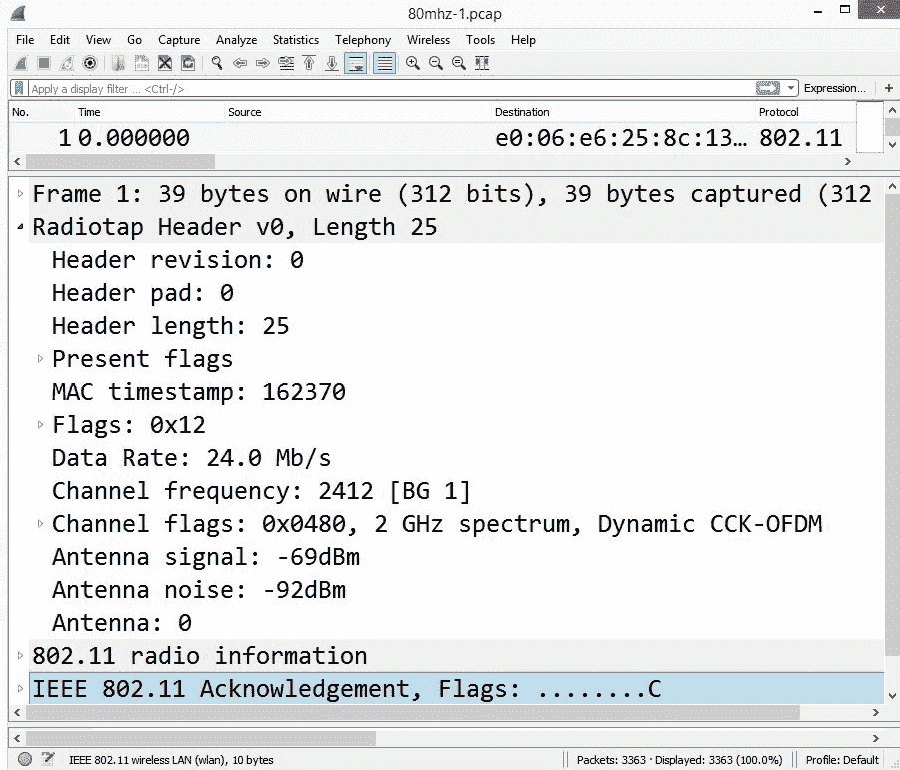 80mhz-1.pcap
File Edit View Go Capture Analyze Statistics Telephony Wireless Tools Help
Apply a display filter ... <Ctrl-/> Expression... +
No. Time Source Destination Protocol
1 0.000000 e0:06:e6:25:8c:13… 802.11
Frame 1: 39 bytes on wire (312 bits), 39 bytes captured (312
Radiotap Header v0, Length 25
Header revision: 0
Header pad: 0
Header length: 25
Present flags
MAC timestamp: 162370
Flags: 0x12
Data Rate: 24.0 Mb/s
Channel frequency: 2412 [BG 1]
Channel flags: 0x0480, 2 GHz spectrum, Dynamic CCK-OFDM
Antenna signal: -69dBm
Antenna noise: -92dBm
Antenna: 0
802.11 radio information
IEEE 802.11 Acknowledgement, Flags: ........C
IEEE 802.11 wireless LAN (wlan), 10 bytes Packets: 3363 · Displayed: 3363 (100.0%) Profile: Default